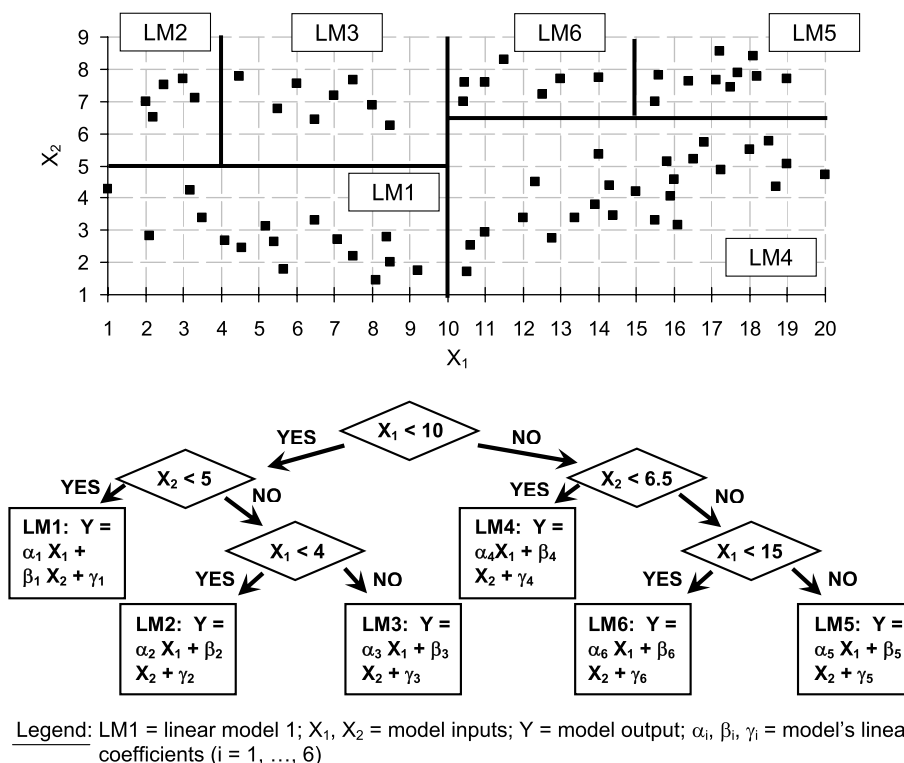 LM2 LM3 LM6 LM5
9
8
7
6
5
4
3
2
1
X₂
LM1
LM4
1 2 3 4 5 6 7 8 9 10 11 12 13 14 15 16 17 18 19 20
X₁
X₁ < 10
YES NO
X₂ < 5 X₂ < 6.5
YES NO YES NO
LM1: Y =
α₁ X₁ +
β₁ X₂ + γ₁
X₁ < 4
LM4: Y =
α₄X₁ + β₄
X₂ + γ₄
X₁ < 15
YES NO YES NO
LM2: Y =
α₂ X₁ + β₂
X₂ + γ₂
LM3: Y =
α₃ X₁ + β₃
X₂ + γ₃
LM6: Y =
α₆ X₁ + β₆
X₂ + γ₆
LM5: Y =
α₅ X₁ + β₅
X₂ + γ₅
Legend: LM1 = linear model 1; X₁, X₂ = model inputs; Y = model output; αᵢ, βᵢ, γᵢ = model's linea
coefficients (i = 1, …, 6)